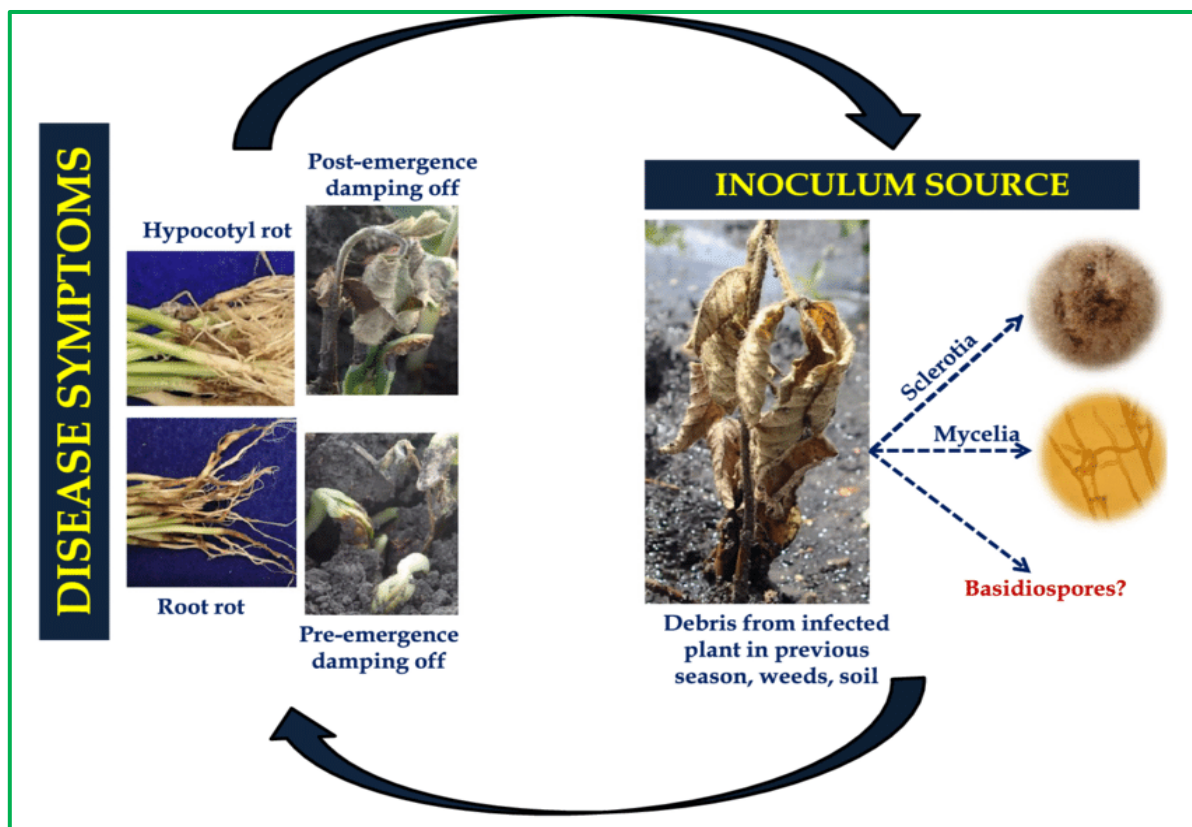 DISEASE SYMPTOMS
Post-emergence
damping off
Hypocotyl rot
Root rot
Pre-emergence
damping off
INOCULUM SOURCE
Sclerotia
Mycelia
Basidiospores?
Debris from infected
plant in previous
season, weeds, soil